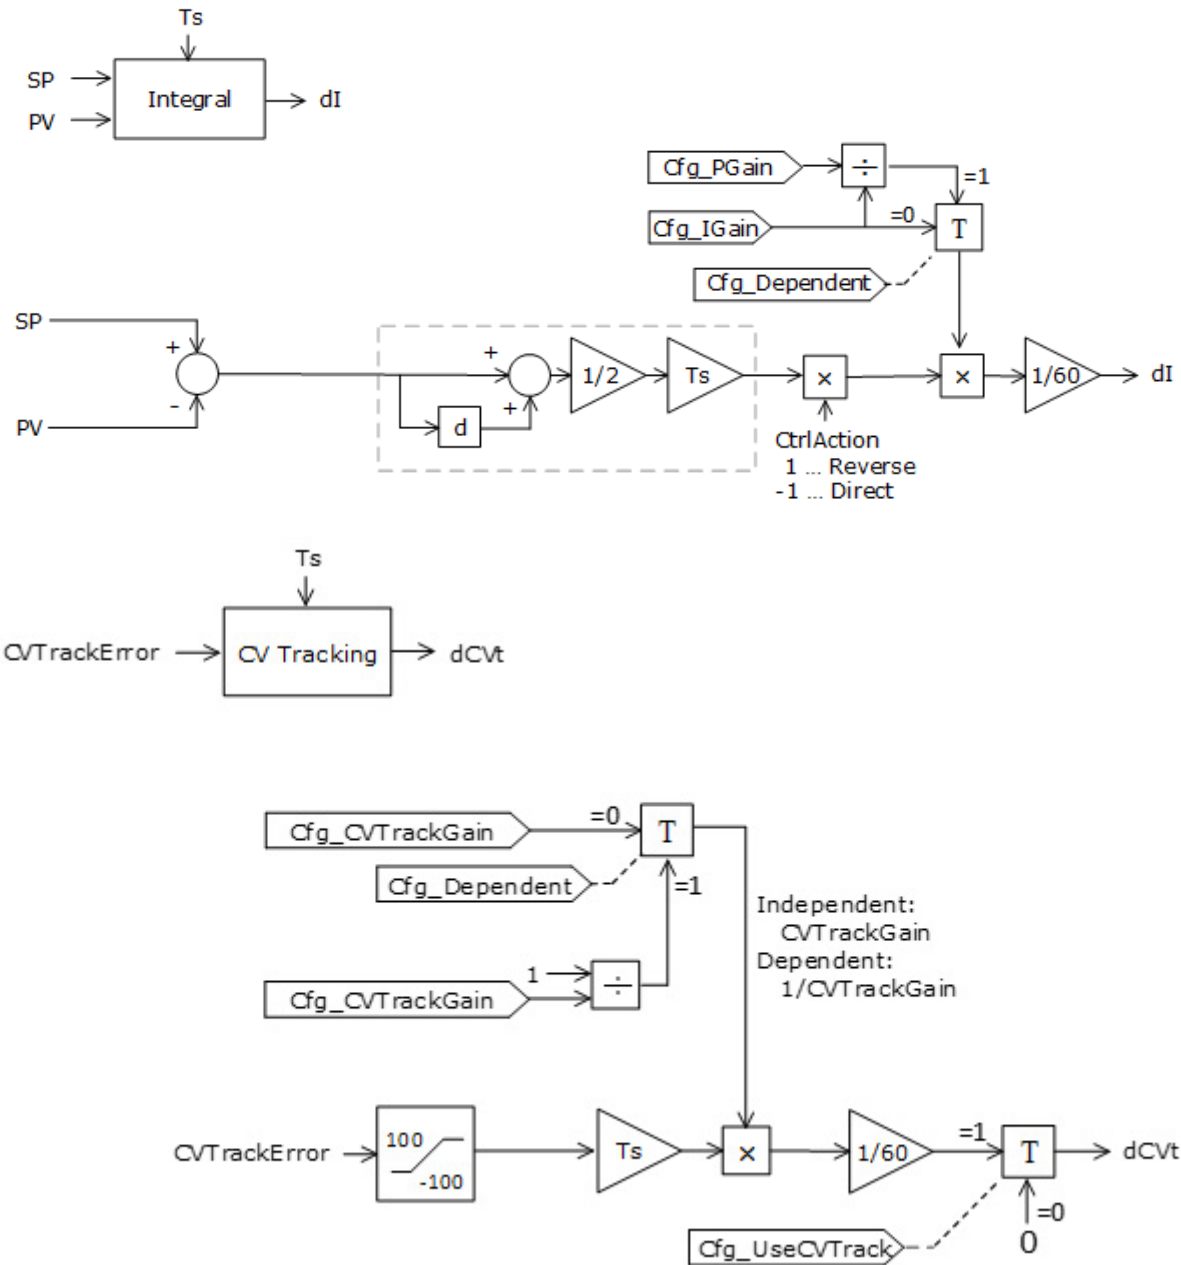 Ts
SP
Integral
dI
PV
Cfg_PGain
÷
=1
Cfg_IGain
=0
T
Cfg_Dependent
SP
+
+
1/2
Ts
×
×
1/60
dI
-
+
PV
d
CtrlAction
1 ... Reverse
-1 ... Direct
Ts
CVTrackError
CV Tracking
dCVt
Cfg_CVTrackGain
=0
T
Cfg_Dependent
=1
Independent:
CVTrackGain
Dependent:
1/CVTrackGain
1
÷
Cfg_CVTrackGain
CVTrackError
100
-100
Ts
×
1/60
=1
T
dCVt
=0
0
Cfg_UseCVTrack